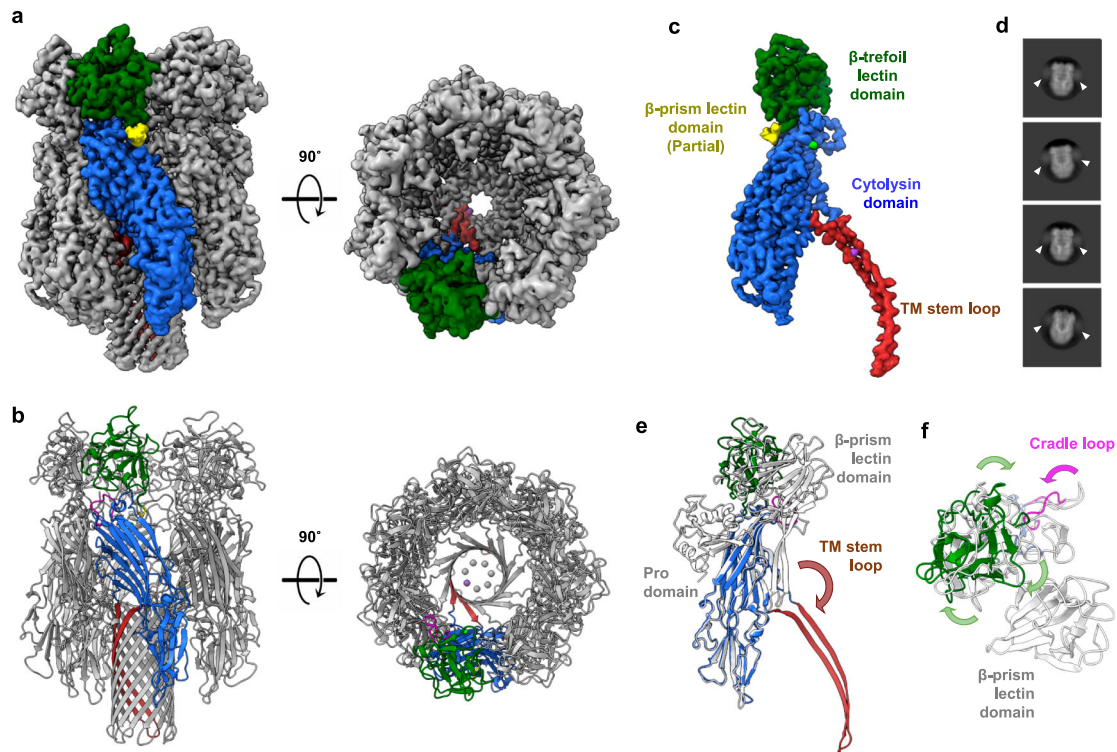 a
90°
c
β-trefoil
lectin
domain
β-prism lectin
domain
(Partial)
Cytolysin
domain
TM stem loop
d
b
90°
e
β-prism
lectin
domain
TM stem
loop
Pro
domain
f
Cradle loop
β-prism
lectin
domain